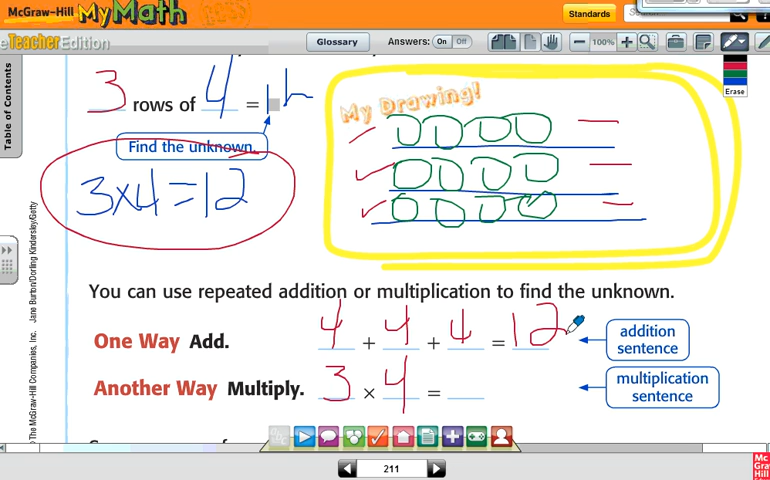 McGraw-Hill My Math
Standards
Teacher Edition
Glossary
Answers: On Off
100%
Erase
Table of Contents
3 rows of 4 = 12
My Drawing!
Find the unknown.
3x4=12
You can use repeated addition or multiplication to find the unknown.
One Way Add. 4 + 4 + 4 = 12
addition sentence
Another Way Multiply. 3 × 4 =
multiplication sentence
© The McGraw-Hill Companies, Inc. Jane Burton/Dorling Kindersley/Getty
211